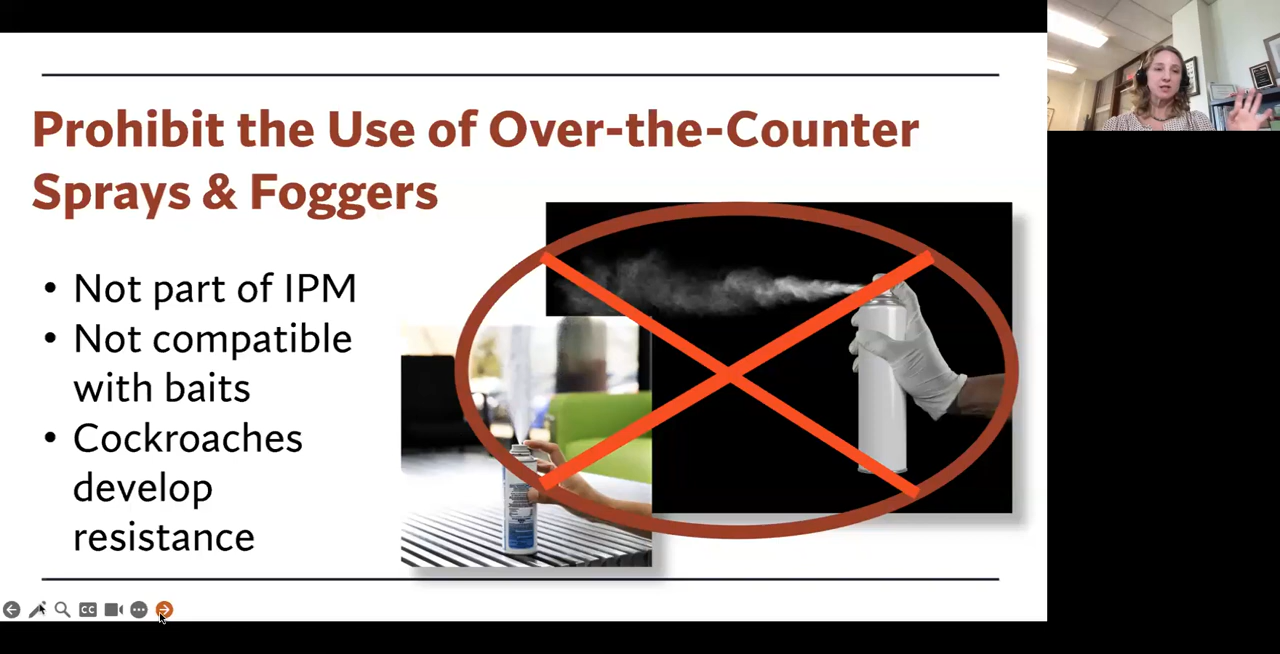 Prohibit the Use of Over-the-Counter
Sprays & Foggers
• Not part of IPM
• Not compatible
with baits
• Cockroaches
develop
resistance
CC